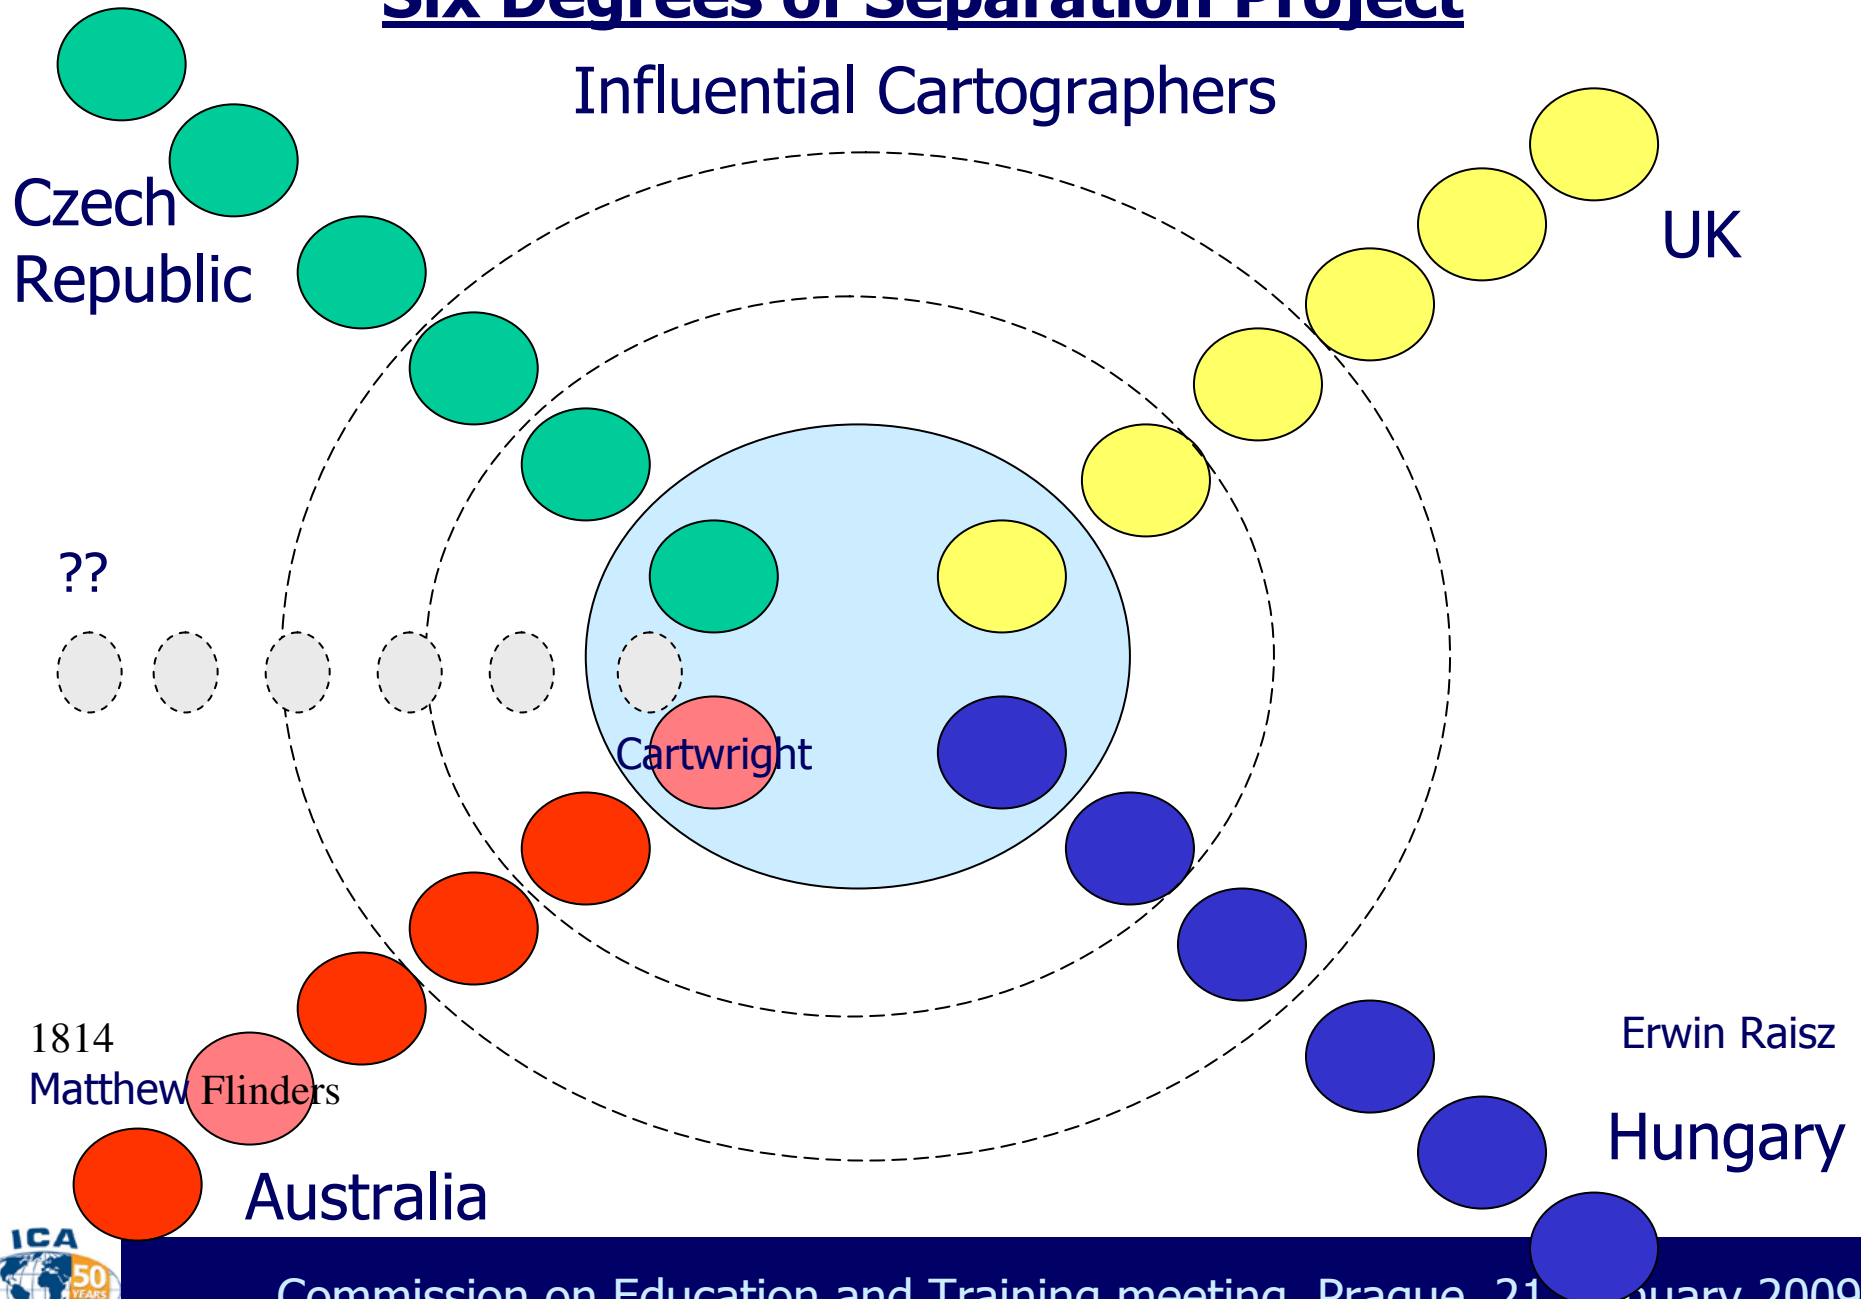 Six Degrees of Separation Project
Influential Cartographers
Czech
Republic
UK
??
Cartwright
1814
Matthew Flinders
Erwin Raisz
Hungary
Australia
ICA
50
YEARS
Commission on Education and Training meeting, Prague, 21 2009